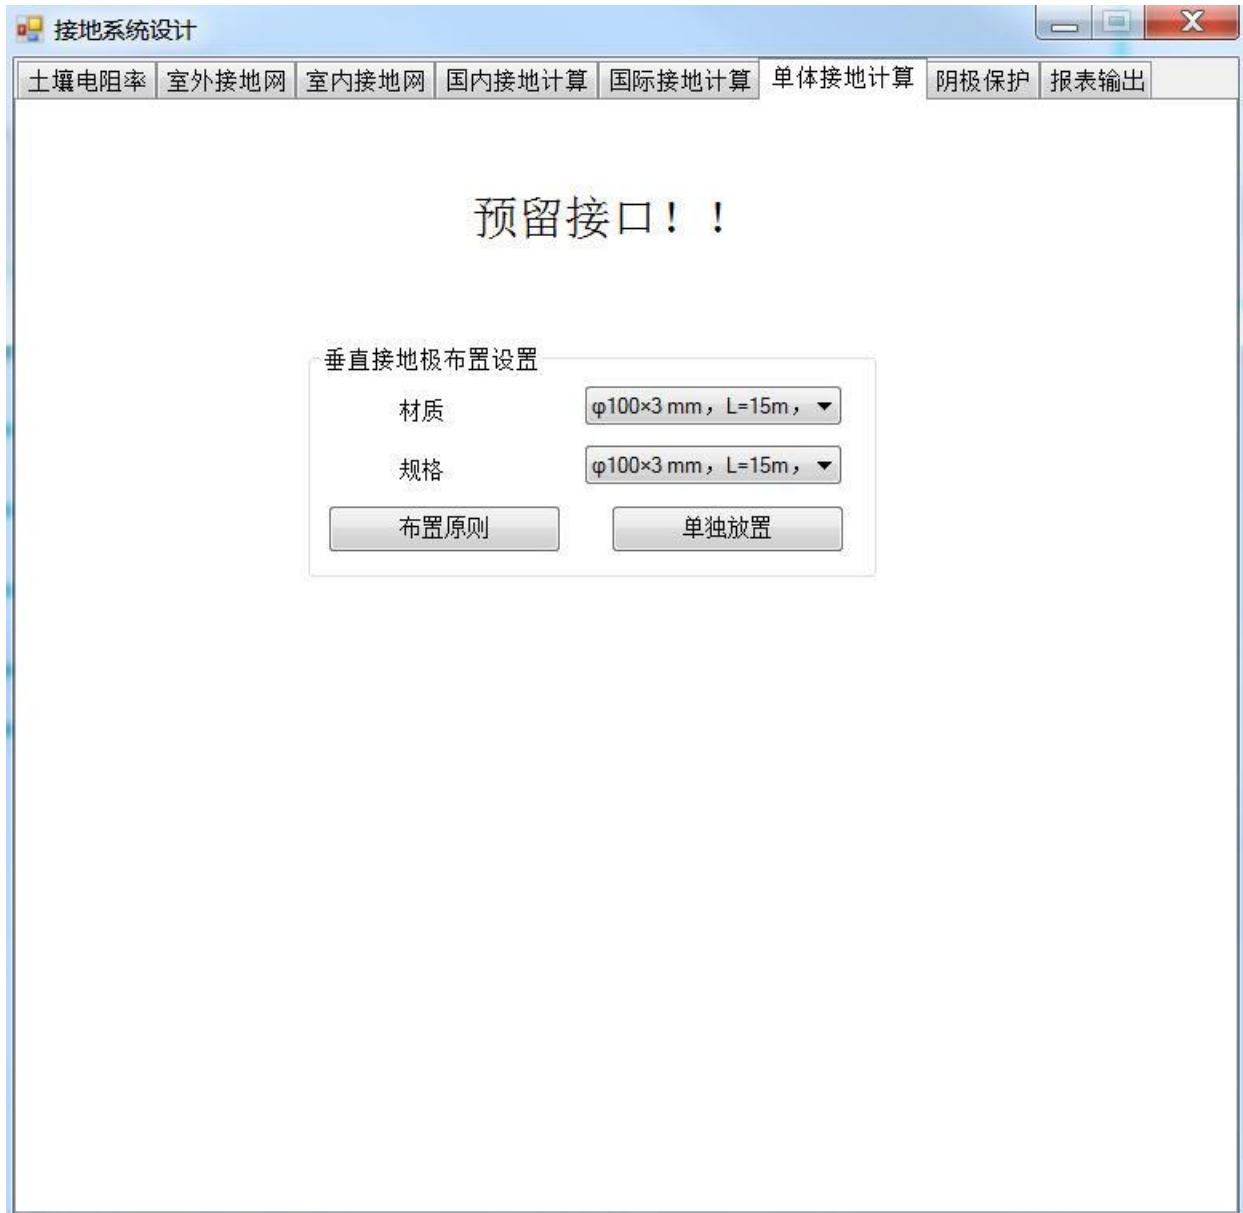 接地系统设计
土壤电阻率 室外接地网 室内接地网 国内接地计算 国际接地计算 单体接地计算 阴极保护 报表输出
预留接口！！
垂直接地极布置设置
材质 φ100×3 mm，L=15m，
规格 φ100×3 mm，L=15m，
布置原则 单独放置